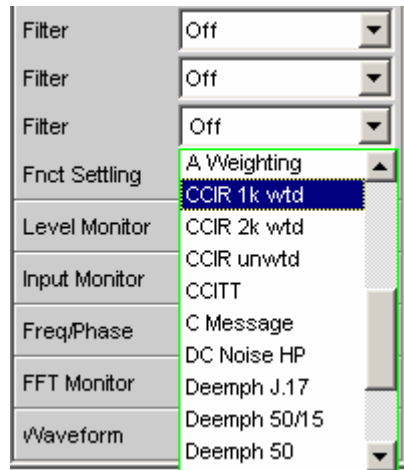 Filter Off
Filter Off
Filter Off
Fnct Settling
Level Monitor
Input Monitor
Freq/Phase
FFT Monitor
Waveform
A Weighting
CCIR 1k wtd
CCIR 2k wtd
CCIR unwtd
CCITT
C Message
DC Noise HP
Deemph J.17
Deemph 50/15
Deemph 50